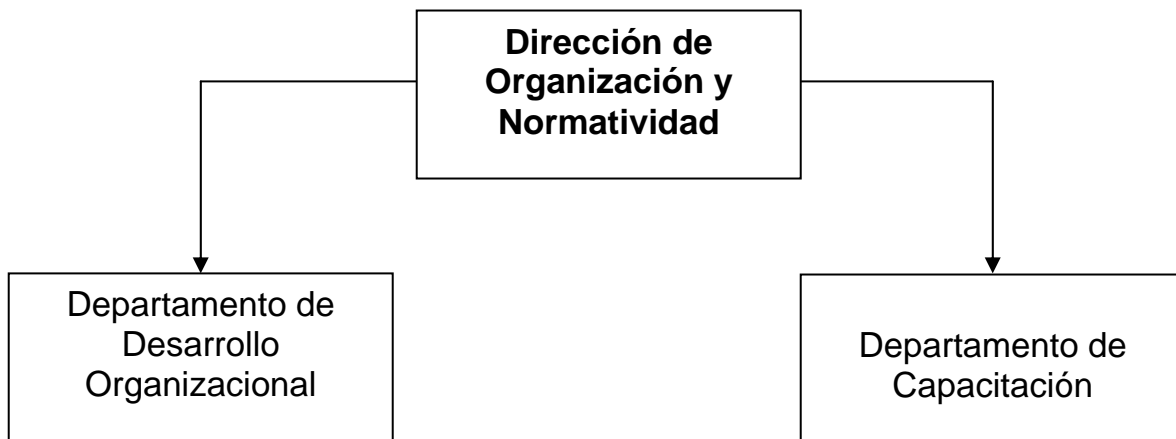 Dirección de
Organización y
Normatividad
Departamento de
Desarrollo
Organizacional
Departamento de
Capacitación